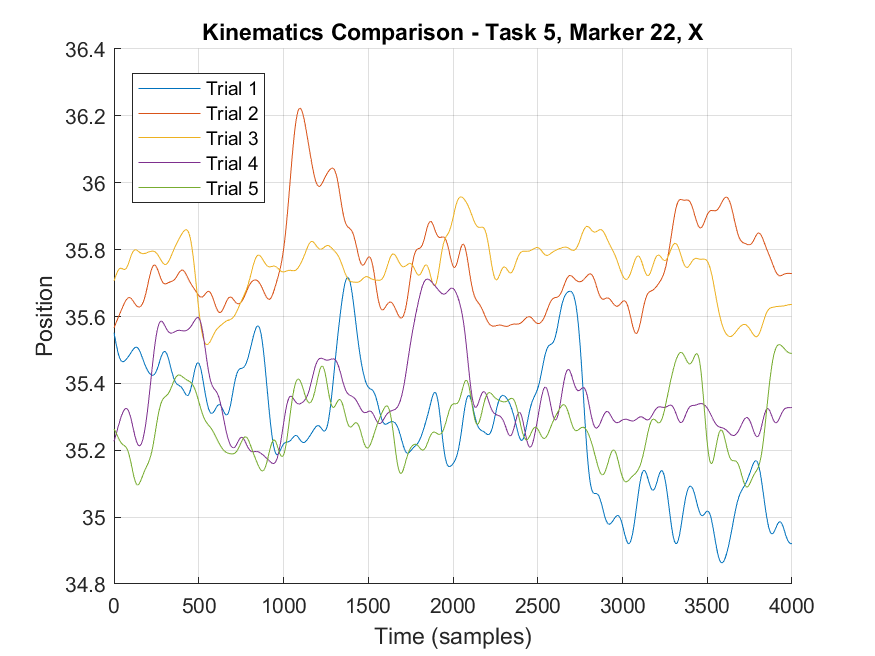 Kinematics Comparison - Task 5, Marker 22, X
36.4
36.2
36
35.8
35.6
35.4
35.2
35
34.8
Position
Trial 1
Trial 2
Trial 3
Trial 4
Trial 5
0 500 1000 1500 2000 2500 3000 3500 4000
Time (samples)